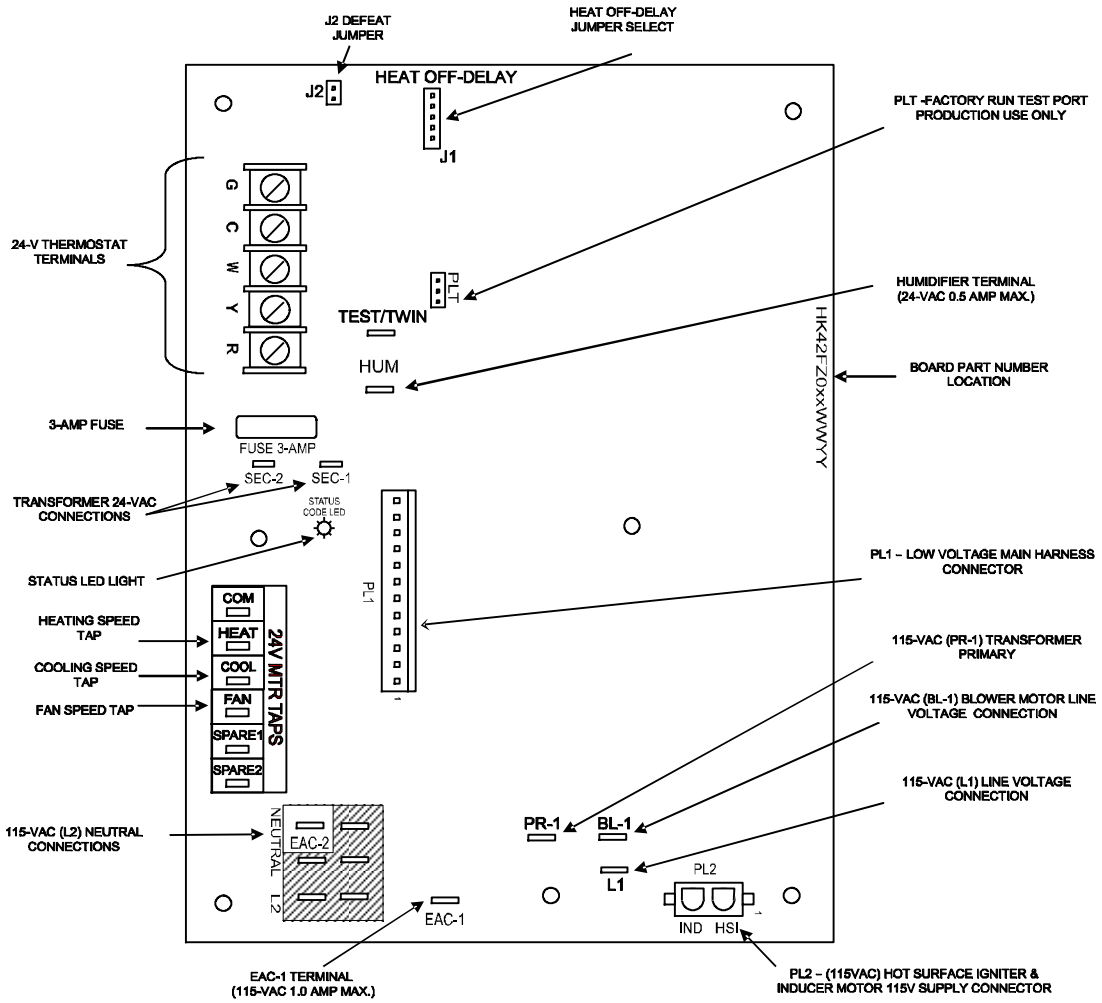 J2 DEFEAT
JUMPER
HEAT OFF-DELAY
JUMPER SELECT
HEAT OFF-DELAY
J2
J1
PLT -FACTORY RUN TEST PORT
PRODUCTION USE ONLY
24-V THERMOSTAT
TERMINALS
G
C
W
Y
R
PLT
TEST/TWIN
HUM
HUMIDIFIER TERMINAL
(24-VAC 0.5 AMP MAX.)
HK42FZ0xxWWYY
BOARD PART NUMBER
LOCATION
3-AMP FUSE
FUSE 3-AMP
SEC-2
SEC-1
TRANSFORMER 24-VAC
CONNECTIONS
STATUS
CODE LED
STATUS LED LIGHT
PL1
1
PL1 – LOW VOLTAGE MAIN HARNESS
CONNECTOR
COM
HEAT
COOL
FAN
SPARE1
SPARE2
24V MTR TAPS
HEATING SPEED
TAP
COOLING SPEED
TAP
FAN SPEED TAP
115-VAC (PR-1) TRANSFORMER
PRIMARY
115-VAC (BL-1) BLOWER MOTOR LINE
VOLTAGE CONNECTION
115-VAC (L1) LINE VOLTAGE
CONNECTION
115-VAC (L2) NEUTRAL
CONNECTIONS
NEUTRAL
L2
EAC-2
EAC-1
PR-1
BL-1
L1
PL2
1
IND
HSI
EAC-1 TERMINAL
(115-VAC 1.0 AMP MAX.)
PL2 – (115VAC) HOT SURFACE IGNITER &
INDUCER MOTOR 115V SUPPLY CONNECTOR